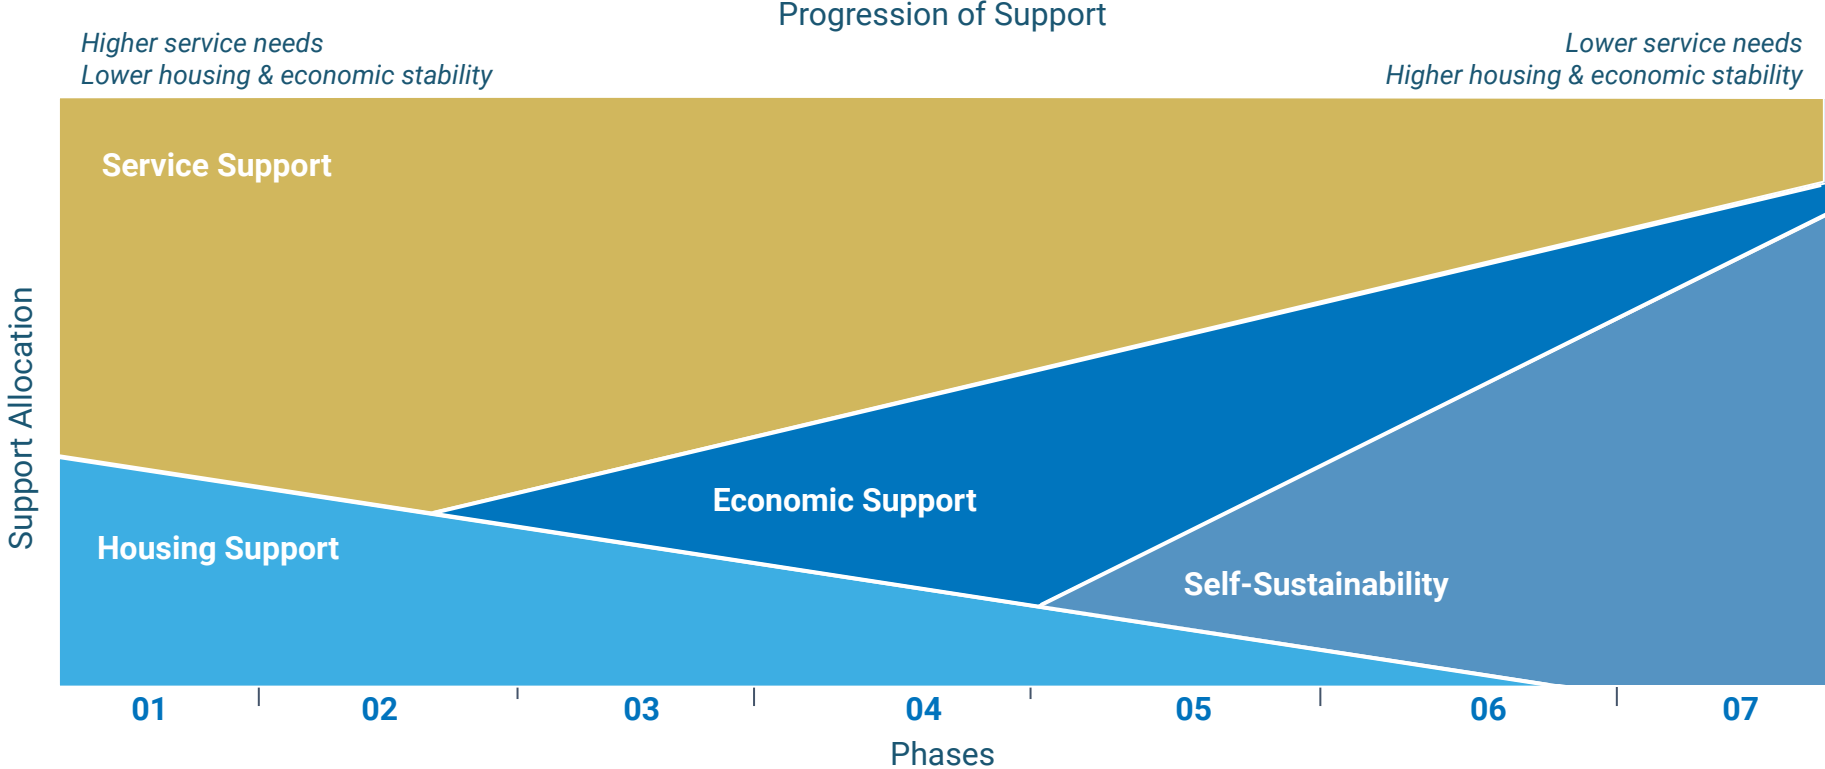 Progression of Support
Higher service needs
Lower housing & economic stability
Lower service needs
Higher housing & economic stability
Service Support
Support Allocation
Economic Support
Housing Support
Self-Sustainability
01 02 03 04 05 06 07
Phases